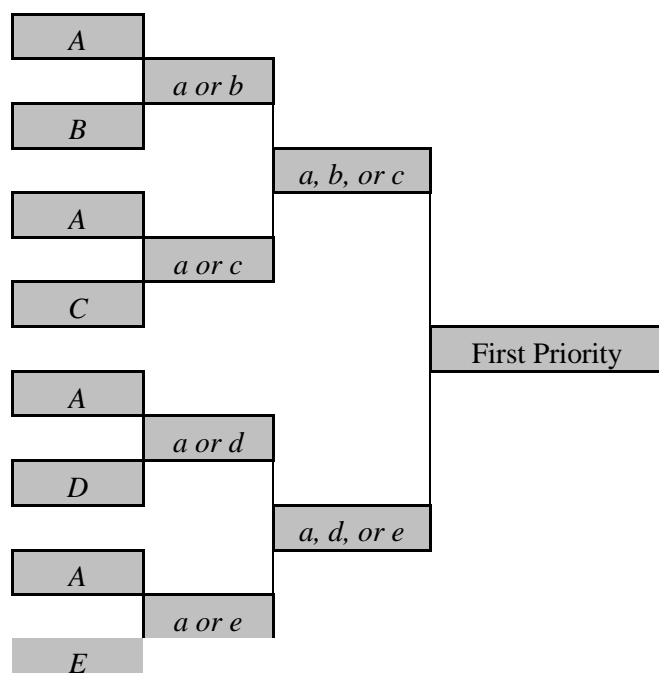 A
a or b
B
a, b, or c
A
a or c
C
First Priority
A
a or d
D
a, d, or e
A
a or e
E